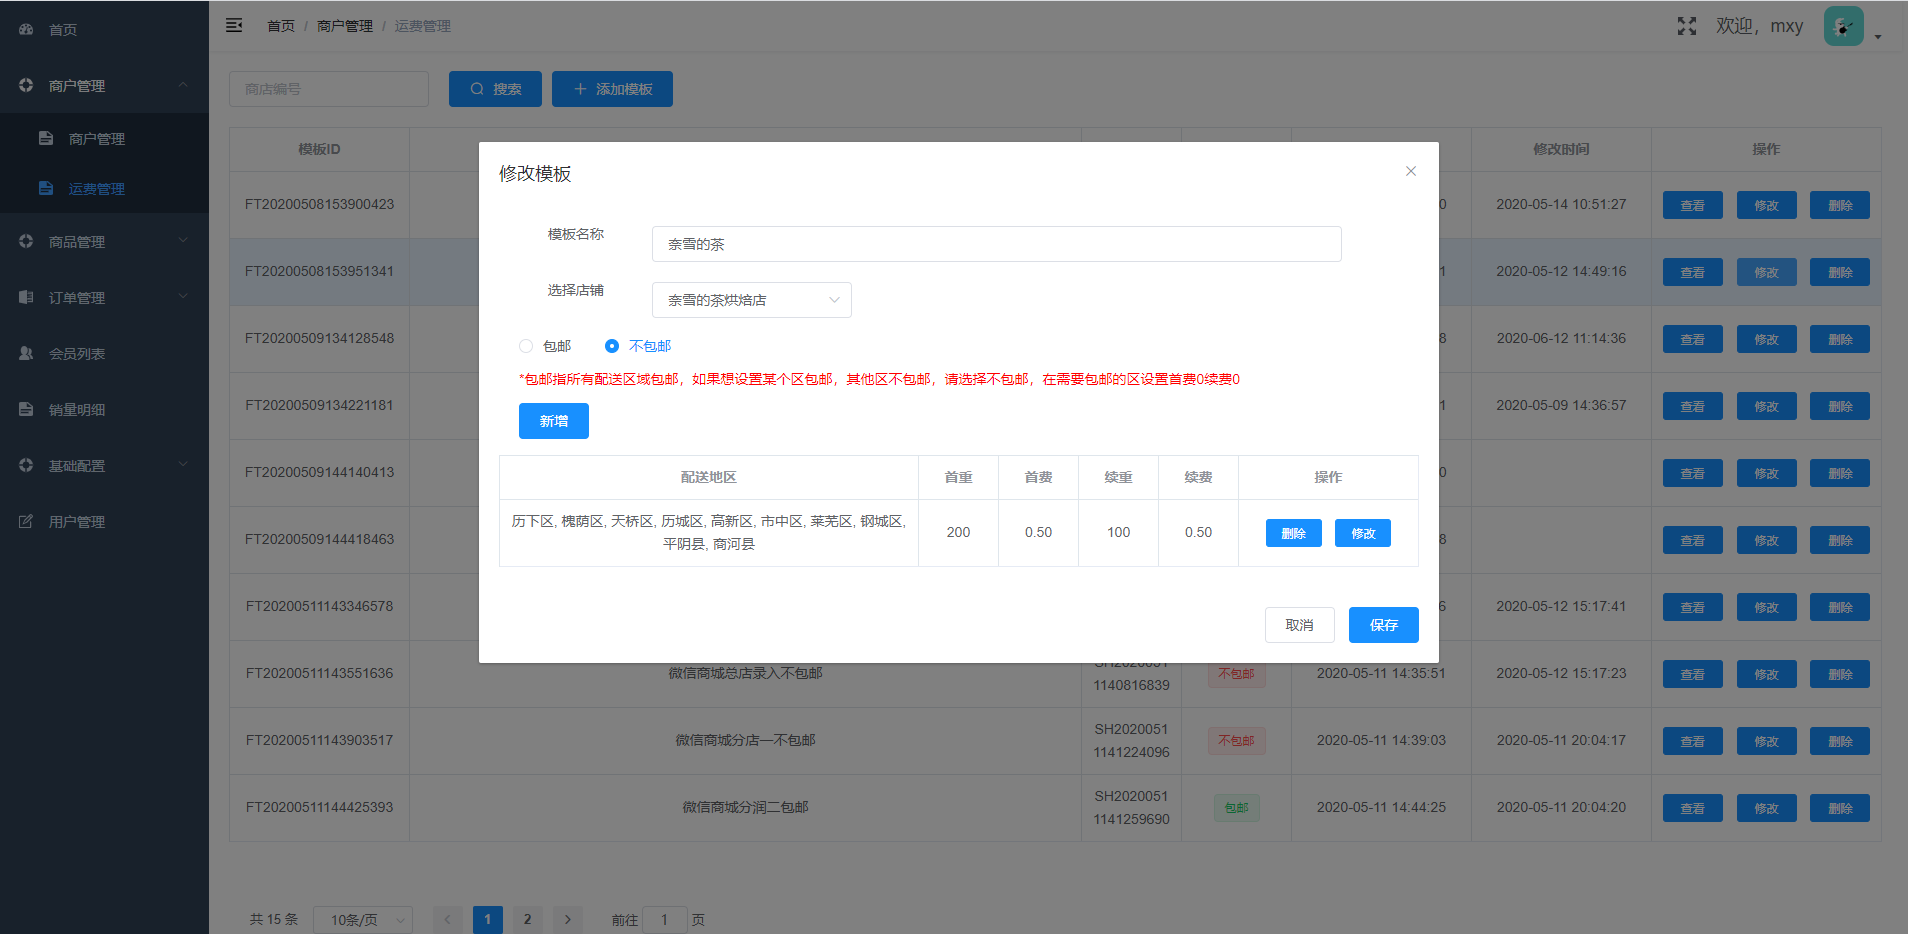 首页
商户管理
商户管理
运费管理
商品管理
订单管理
会员列表
销量明细
基础配置
用户管理
首页 / 商户管理 / 运费管理
欢迎，mxy
商店编号
搜索
添加模板
模板ID 修改时间 操作
FT20200508153900423 0 2020-05-14 10:51:27 查看 修改 删除
FT20200508153951341 1 2020-05-12 14:49:16 查看 修改 删除
FT20200509134128548 8 2020-06-12 11:14:36 查看 修改 删除
FT20200509134221181 1 2020-05-09 14:36:57 查看 修改 删除
FT20200509144140413 0 查看 修改 删除
FT20200509144418463 8 查看 修改 删除
FT20200511143346578 6 2020-05-12 15:17:41 查看 修改 删除
FT20200511143551636 微信商城总店录入不包邮 SH2020051
1140816839 不包邮 2020-05-11 14:35:51 2020-05-12 15:17:23 查看 修改 删除
FT20200511143903517 微信商城分店一不包邮 SH2020051
1141224096 不包邮 2020-05-11 14:39:03 2020-05-11 20:04:17 查看 修改 删除
FT20200511144425393 微信商城分润二包邮 SH2020051
1141259690 包邮 2020-05-11 14:44:25 2020-05-11 20:04:20 查看 修改 删除
共 15 条 10条/页 1 2 前往 1 页
修改模板
模板名称 奈雪的茶
选择店铺 奈雪的茶烘焙店
包邮 不包邮
*包邮指所有配送区域包邮，如果想设置某个区包邮，其他区不包邮，请选择不包邮，在需要包邮的区设置首费0续费0
新增
配送地区 首重 首费 续重 续费 操作
历下区, 槐荫区, 天桥区, 历城区, 高新区, 市中区, 莱芜区, 钢城区,
平阴县, 商河县 200 0.50 100 0.50 删除 修改
取消 保存